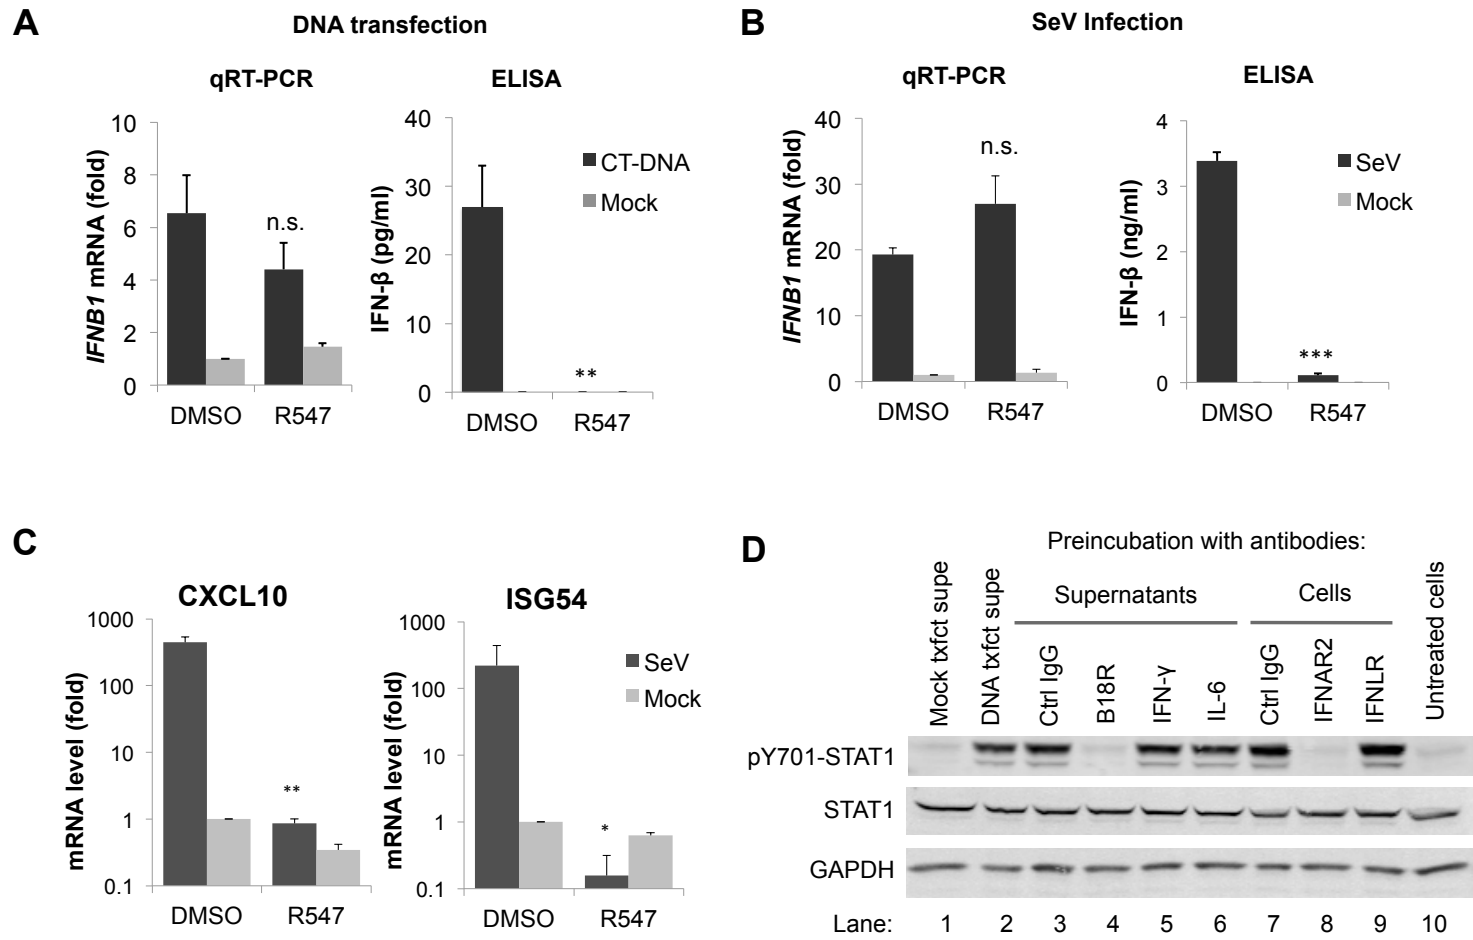 A
DNA transfection
qRT-PCR
ELISA
IFNB1 mRNA (fold)
10
8
6
4
2
0
n.s.
DMSO
R547
IFN-β (pg/ml)
40
30
20
10
0
**
DMSO
R547
CT-DNA
Mock
B
SeV Infection
qRT-PCR
ELISA
IFNB1 mRNA (fold)
40
30
20
10
0
n.s.
DMSO
R547
IFN-β (ng/ml)
4
3
2
1
0
***
DMSO
R547
SeV
Mock
C
CXCL10
mRNA level (fold)
1000
100
10
1
0.1
**
DMSO
R547
ISG54
mRNA level (fold)
1000
100
10
1
0.1
*
DMSO
R547
SeV
Mock
D
Preincubation with antibodies:
Supernatants
Cells
Mock txfct supe
DNA txfct supe
Ctrl IgG
B18R
IFN-γ
IL-6
Ctrl IgG
IFNAR2
IFNLR
Untreated cells
pY701-STAT1
STAT1
GAPDH
Lane: 1 2 3 4 5 6 7 8 9 10